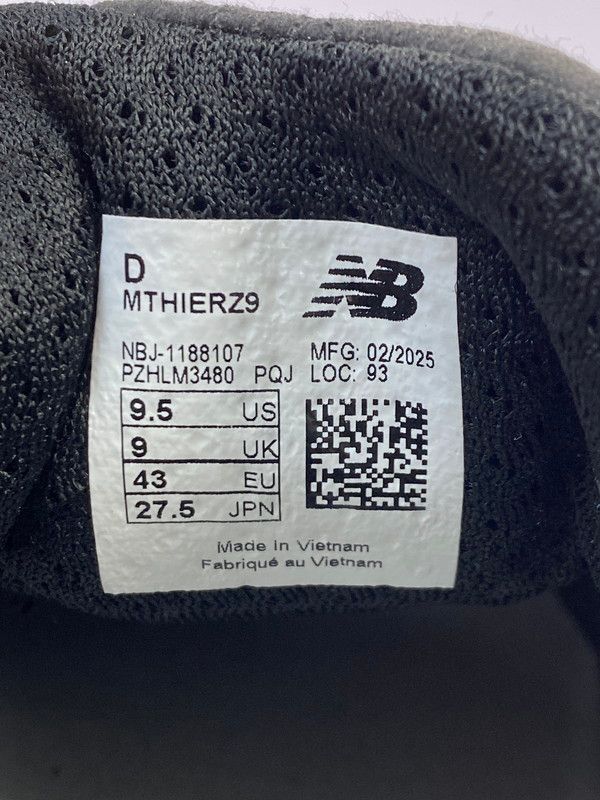 D
MTHIERZ9
NB
NBJ-1188107 MFG: 02/2025
PZHLM3480 PQJ LOC: 93
9.5 US
9 UK
43 EU
27.5 JPN
Made in Vietnam
Fabriqué au Vietnam